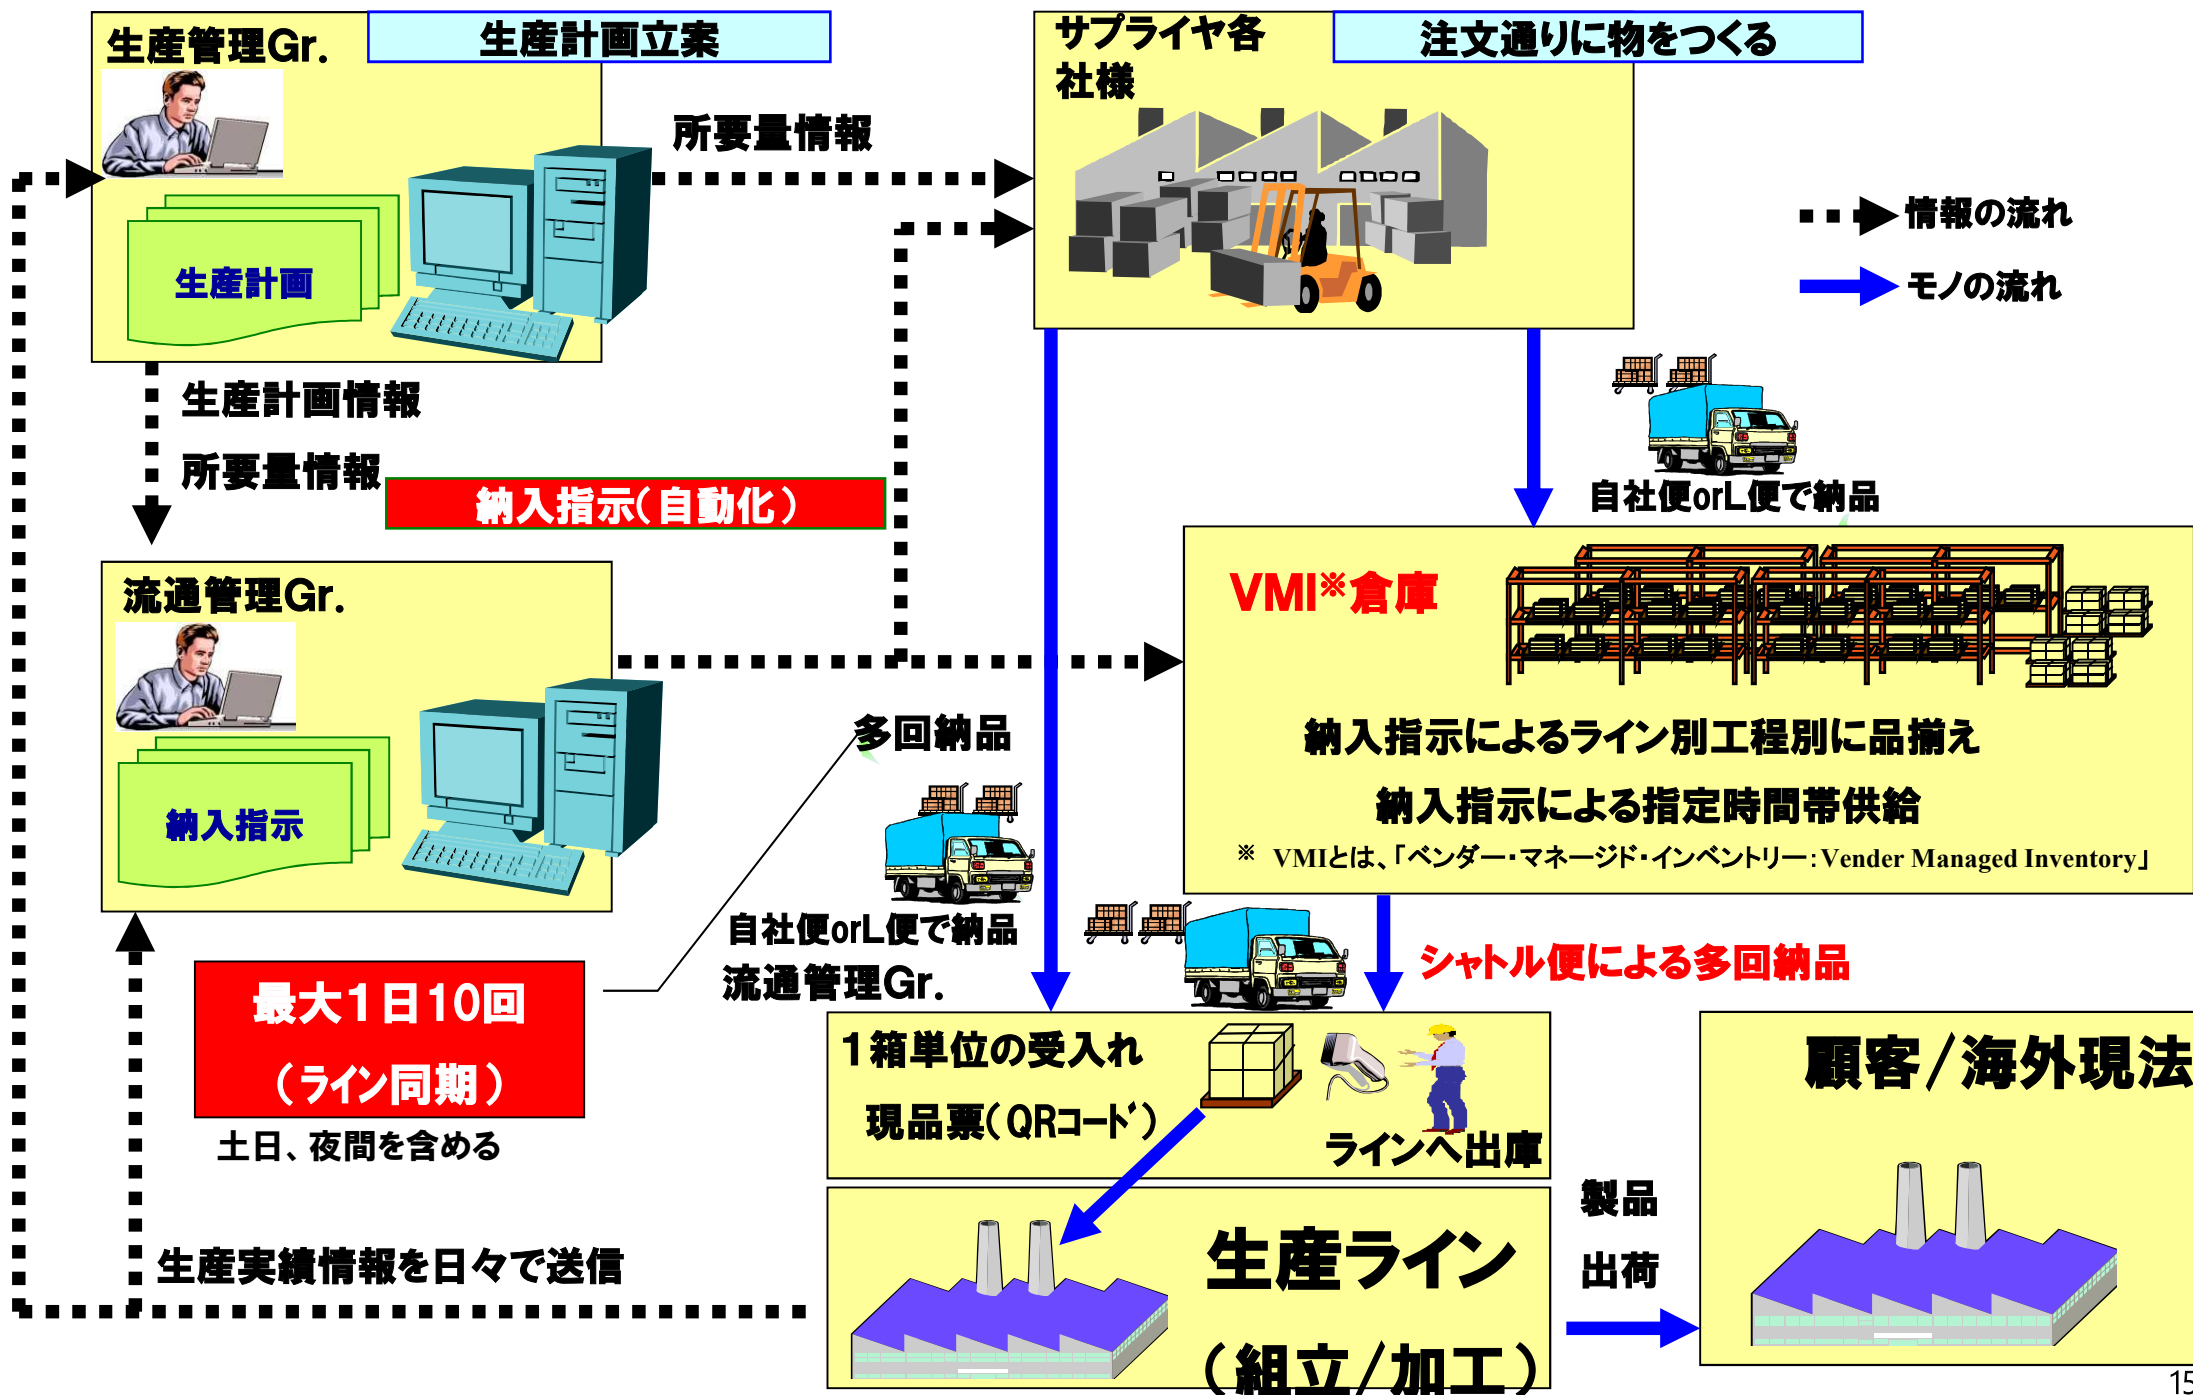 生産管理Gr.
生産計画立案
生産計画
所要量情報
サプライヤ各
社様
注文通りに物をつくる
情報の流れ
モノの流れ
生産計画情報
所要量情報
納入指示(自動化)
自社便orL便で納品
流通管理Gr.
納入指示
VMI※倉庫
納入指示によるライン別工程別に品揃え
納入指示による指定時間帯供給
※ VMIとは、「ベンダー・マネージド・インベントリー：Vender Managed Inventory」
多回納品
自社便orL便で納品
流通管理Gr.
シャトル便による多回納品
最大１日10回
（ライン同期）
土日、夜間を含める
１箱単位の受入れ
現品票(QRコード)
ラインへ出庫
顧客/海外現法
生産実績情報を日々で送信
生産ライン
（組立/加工）
製品
出荷
15